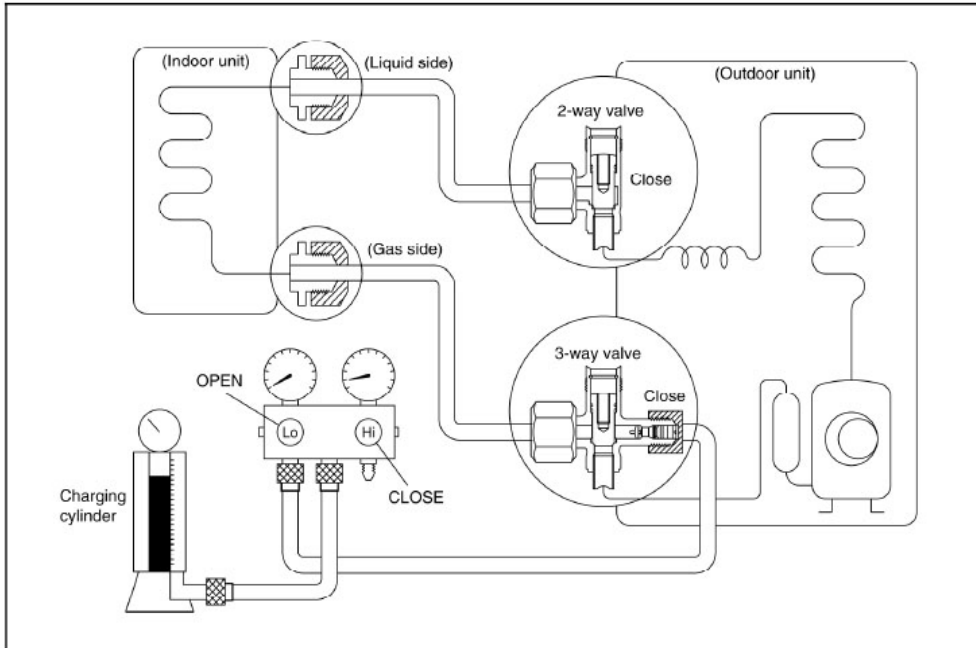 (Indoor unit)
(Liquid side)
(Outdoor unit)
2-way valve
Close
(Gas side)
3-way valve
Close
OPEN
Lo
Hi
CLOSE
Charging
cylinder